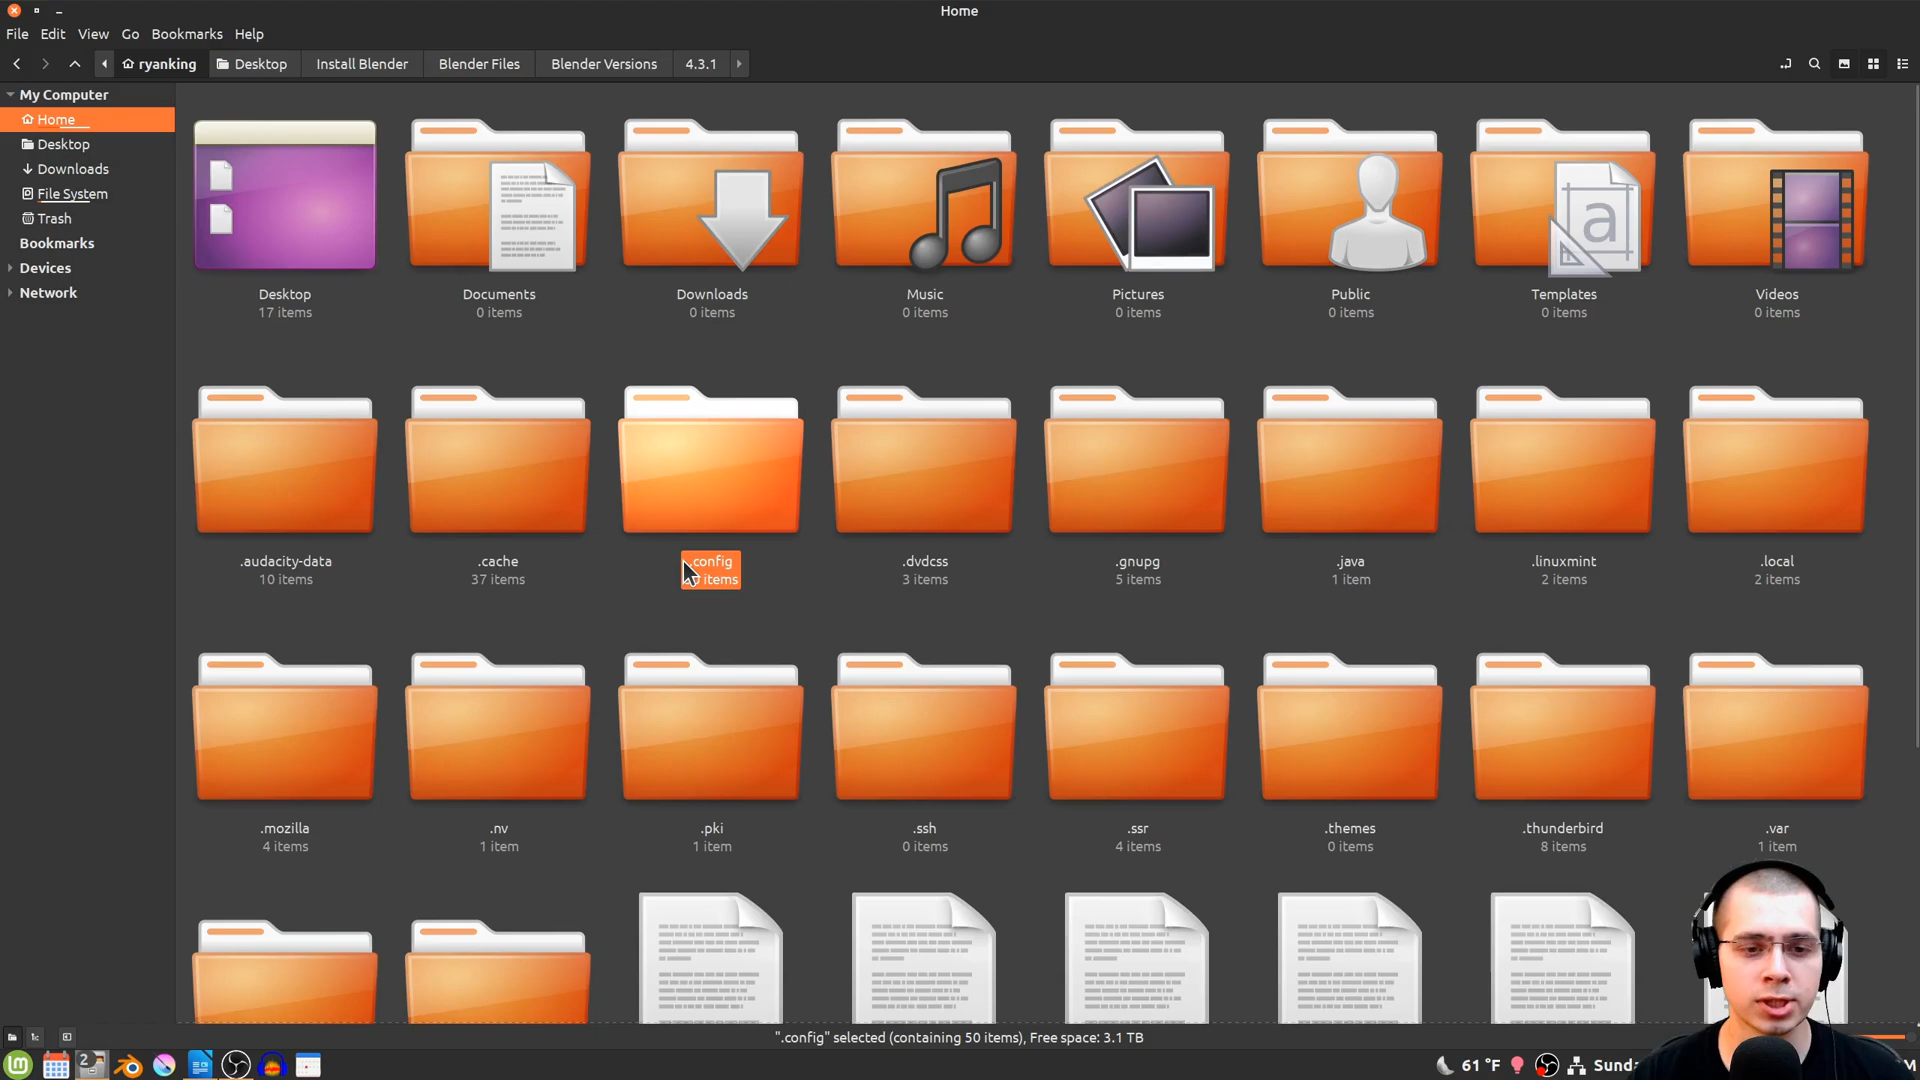 Home
File Edit View Go Bookmarks Help
ryanking Desktop Install Blender Blender Files Blender Versions 4.3.1
My Computer
Home
Desktop
Downloads
File System
Trash
Bookmarks
Devices
Network
Desktop
17 items
Documents
0 items
Downloads
0 items
Music
0 items
Pictures
0 items
Public
0 items
Templates
0 items
Videos
0 items
.audacity-data
10 items
.cache
37 items
.config
items
.dvdcss
3 items
.gnupg
5 items
.java
1 item
.linuxmint
2 items
.local
2 items
.mozilla
4 items
.nv
1 item
.pki
1 item
.ssh
0 items
.ssr
4 items
.themes
0 items
.thunderbird
8 items
.var
1 item
".config" selected (containing 50 items), Free space: 3.1 TB
2
61 °F